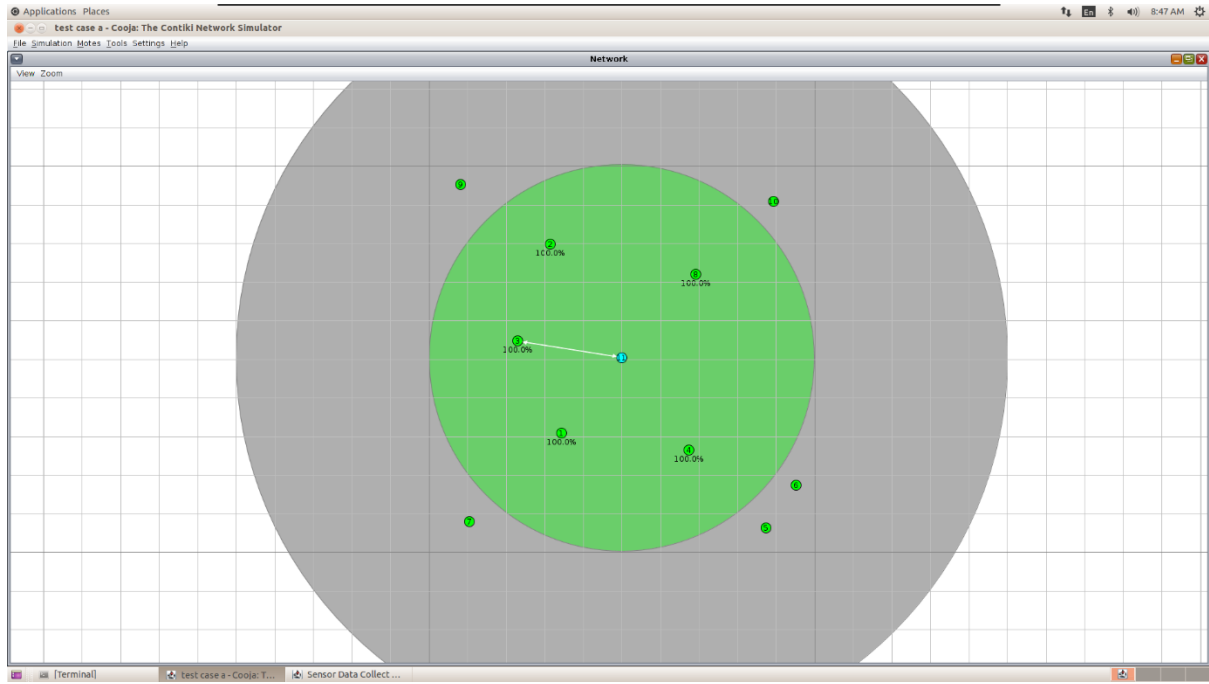 Applications Places En 8:47 AM
test case a - Cooja: The Contiki Network Simulator
File Simulation Motes Tools Settings Help
Network
View Zoom
9
10
2
100.0%
8
100.0%
3
100.0%
11
1
100.0%
4
100.0%
6
7
5
[Terminal] test case a - Cooja: T... Sensor Data Collect ...